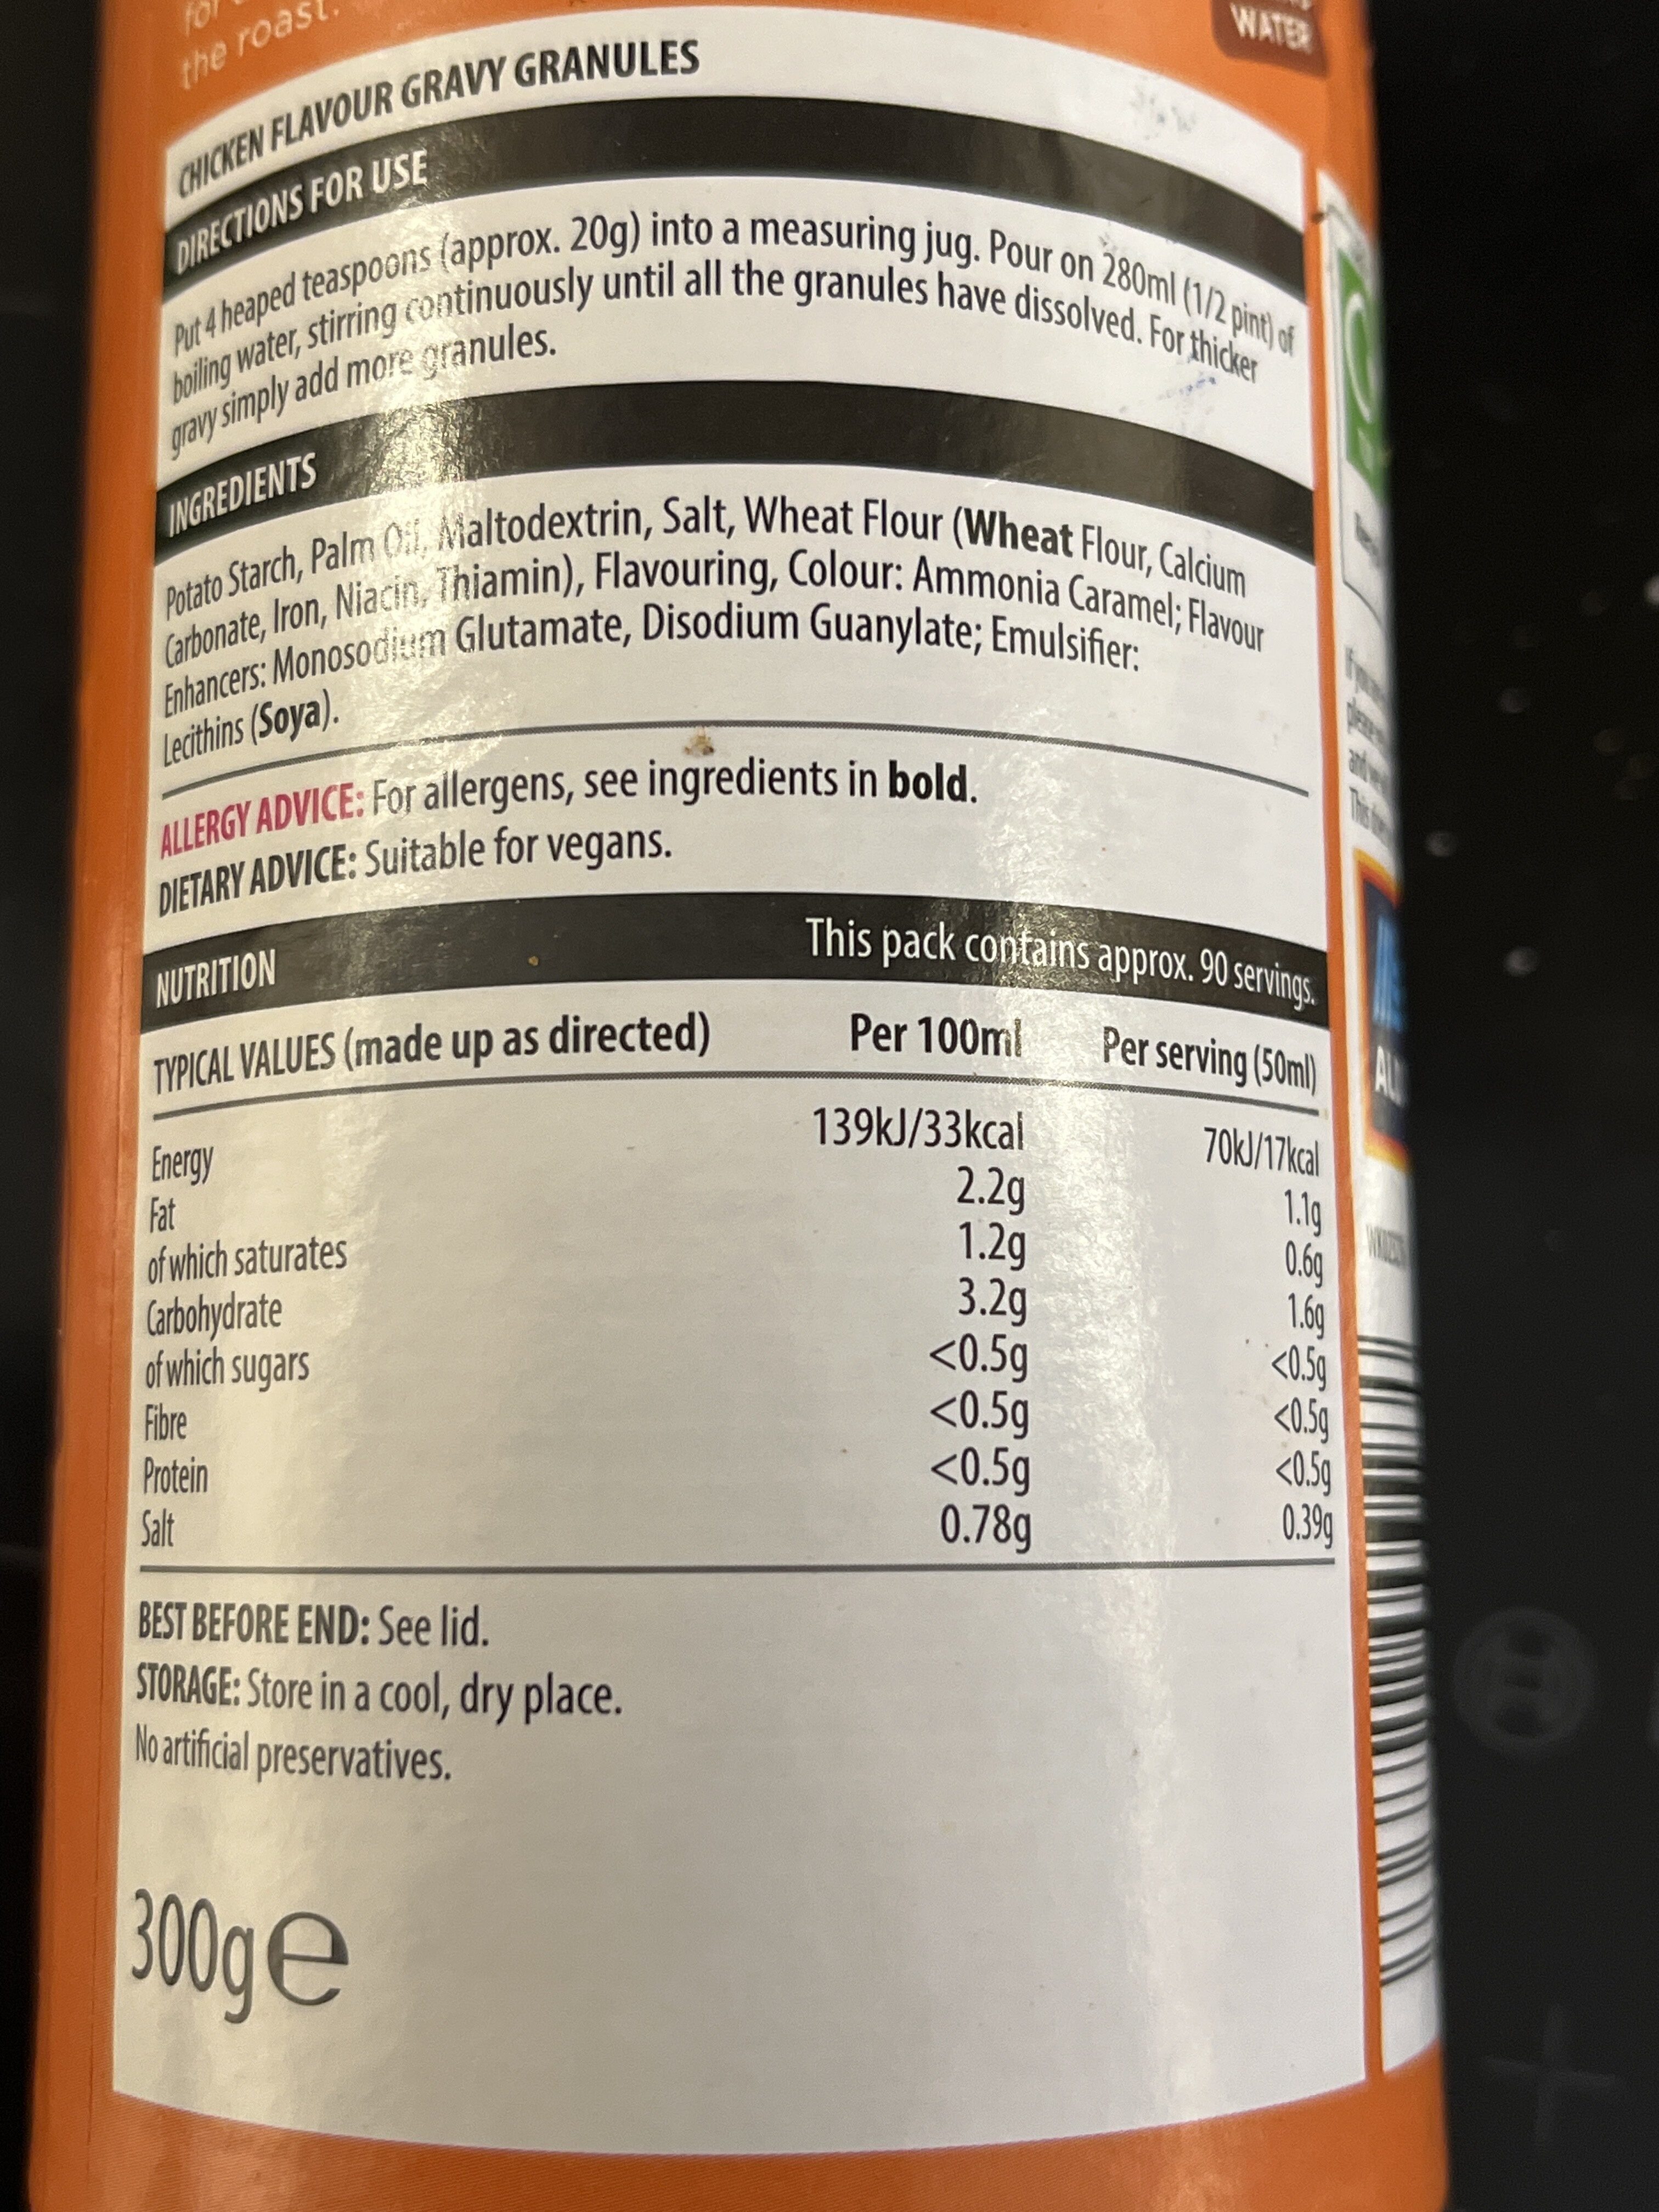 the roast.
WATER
CHICKEN FLAVOUR GRAVY GRANULES
DIRECTIONS FOR USE
Put 4 heaped teaspoons (approx. 20g) into a measuring jug. Pour on 280ml (1/2 pint) of
boiling water, stirring continuously until all the granules have dissolved. For thicker
gravy simply add more granules.
INGREDIENTS
Potato Starch, Palm Oil, Maltodextrin, Salt, Wheat Flour (Wheat Flour, Calcium
Carbonate, Iron, Niacin, Thiamin), Flavouring, Colour: Ammonia Caramel; Flavour
Enhancers: Monosodium Glutamate, Disodium Guanylate; Emulsifier:
Lecithins (Soya).
ALLERGY ADVICE: For allergens, see ingredients in bold.
DIETARY ADVICE: Suitable for vegans.
NUTRITION This pack contains approx. 90 servings.
TYPICAL VALUES (made up as directed) Per 100ml Per serving (50ml)
Energy 139kJ/33kcal 70kJ/17kcal
Fat 2.2g 1.1g
of which saturates 1.2g 0.6g
Carbohydrate 3.2g 1.6g
of which sugars <0.5g <0.5g
Fibre <0.5g <0.5g
Protein <0.5g <0.5g
Salt 0.78g 0.39g
BEST BEFORE END: See lid.
STORAGE: Store in a cool, dry place.
No artificial preservatives.
300g e